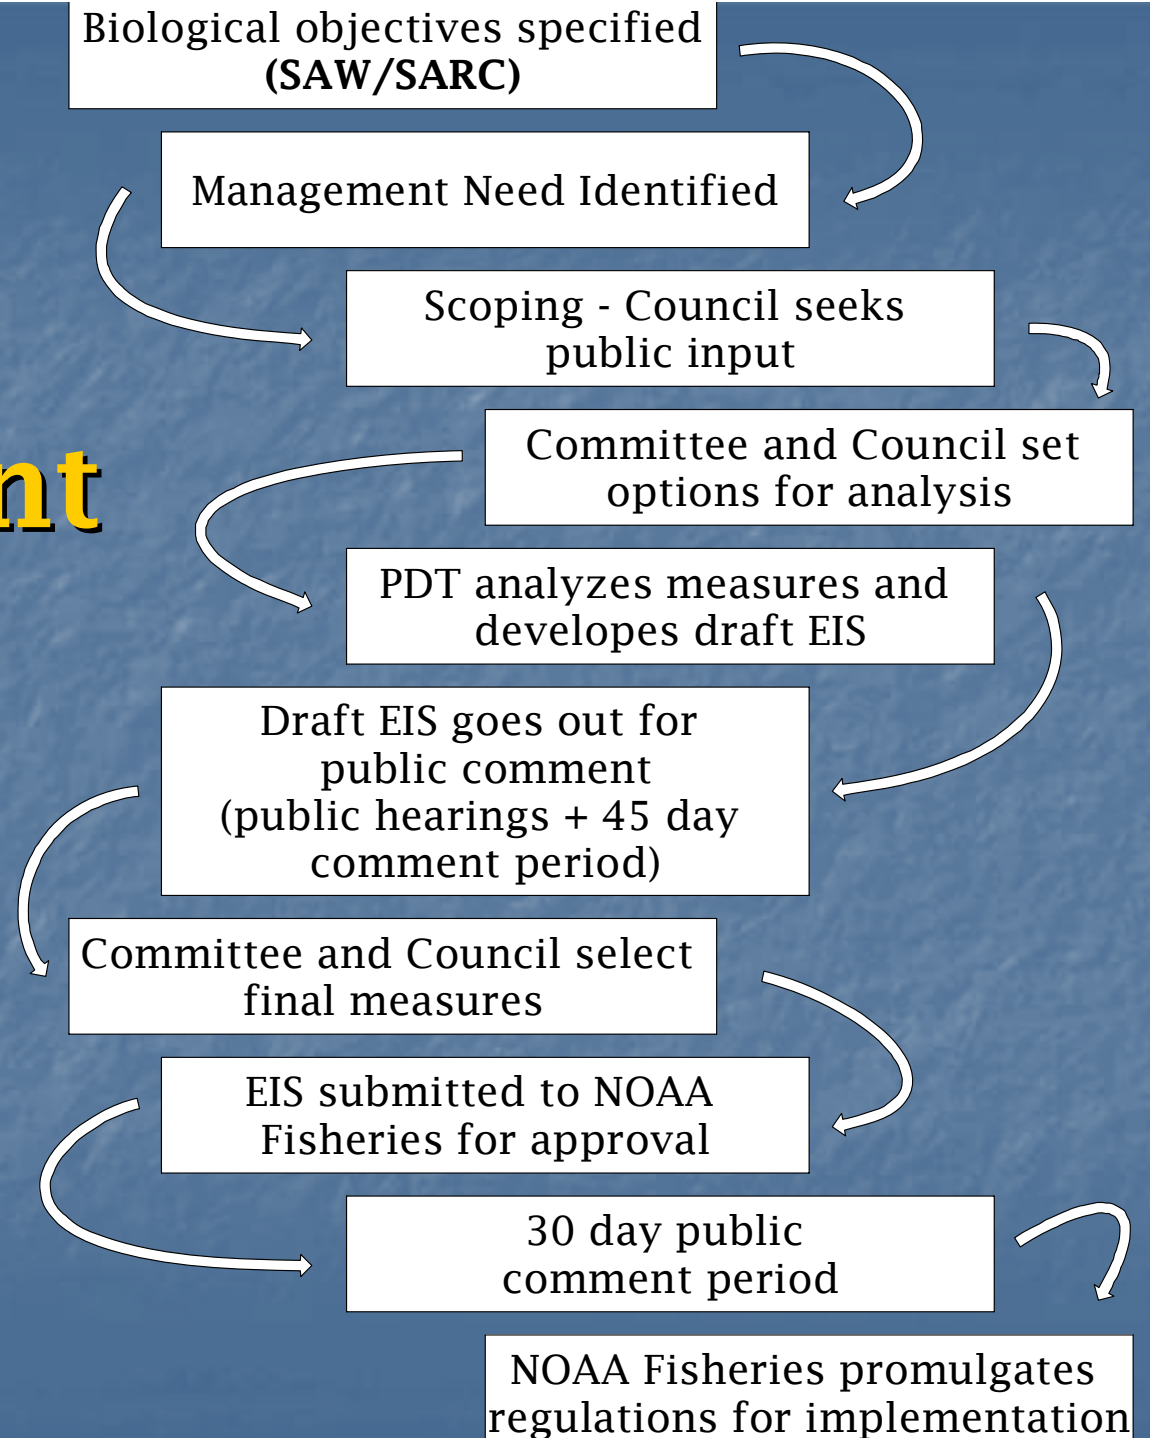 Biological objectives specified
(SAW/SARC)
Management Need Identified
Scoping - Council seeks
public input
Committee and Council set
options for analysis
nt
PDT analyzes measures and
developes draft EIS
Draft EIS goes out for
public comment
(public hearings + 45 day
comment period)
Committee and Council select
final measures
EIS submitted to NOAA
Fisheries for approval
30 day public
comment period
NOAA Fisheries promulgates
regulations for implementation